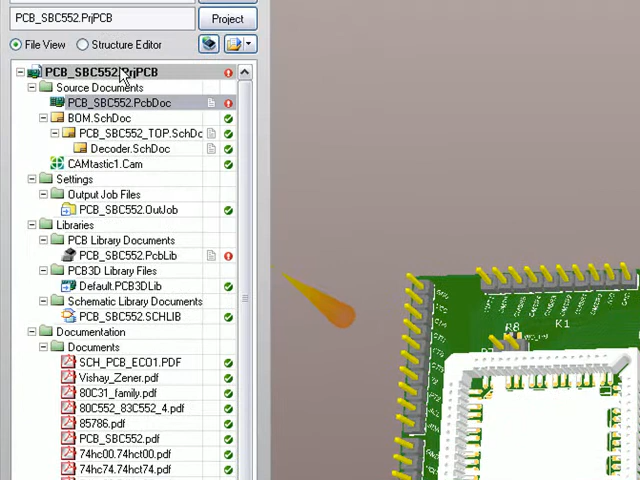 PCB_SBC552.PrjPCB
Project
File View
Structure Editor
PCB_SBC552.PrjPCB
Source Documents
PCB_SBC552.PcbDoc
BOM.SchDoc
PCB_SBC552_TOP.SchDc
Decoder.SchDoc
CAMtastic1.Cam
Settings
Output Job Files
PCB_SBC552.OutJob
Libraries
PCB Library Documents
PCB_SBC552.PcbLib
PCB3D Library Files
Default.PCB3DLib
Schematic Library Documents
PCB_SBC552.SCHLIB
Documentation
Documents
SCH_PCB_ECO1.PDF
Vishay_Zener.pdf
80C31_family.pdf
80C552_83C552_4.pdf
85786.pdf
PCB_SBC552.pdf
74hc00.74hct00.pdf
74hc74.74hct74.pdf
R8
K1